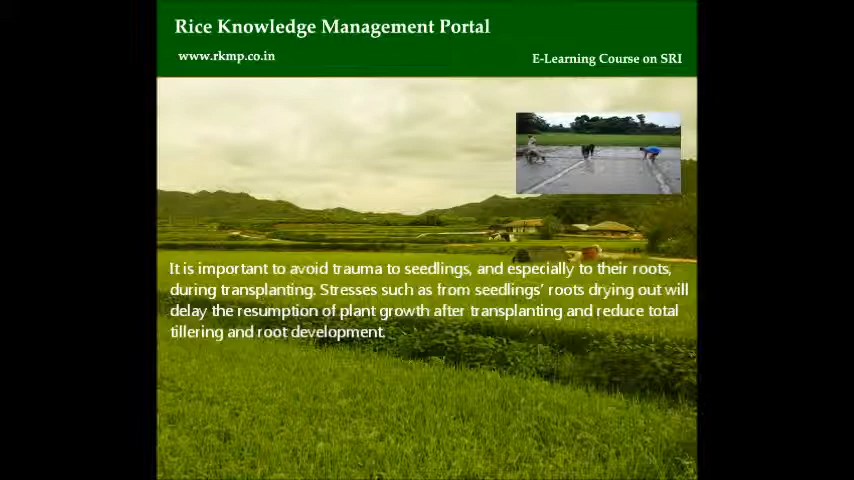 Rice Knowledge Management Portal
www.rkmp.co.in
E-Learning Course on SRI
It is important to avoid trauma to seedlings, and especially to their roots,
during transplanting. Stresses such as from seedlings' roots drying out will
delay the resumption of plant growth after transplanting and reduce total
tillering and root development.